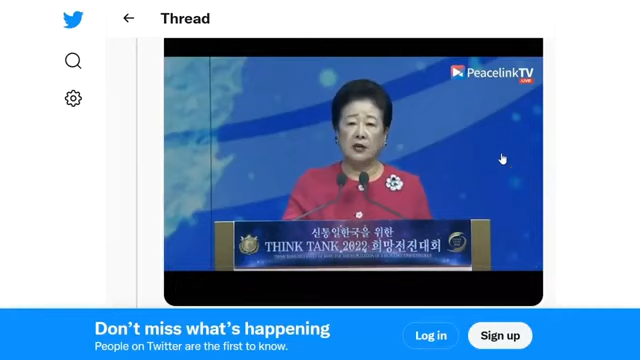 Thread
PeacelinkTV
LIVE
신통일한국을 위한
THINK TANK 2022 희망전진대회
Don't miss what's happening
People on Twitter are the first to know.
Log in
Sign up